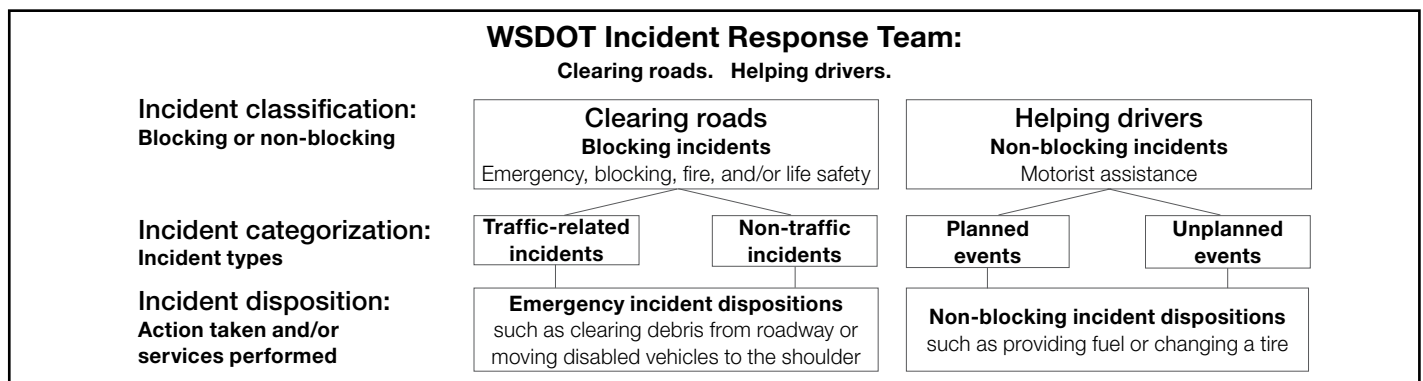 WSDOT Incident Response Team:
Clearing roads. Helping drivers.
Incident classification:
Blocking or non-blocking
Clearing roads
Blocking incidents
Emergency, blocking, fire, and/or life safety
Helping drivers
Non-blocking incidents
Motorist assistance
Incident categorization:
Incident types
Traffic-related
incidents
Non-traffic
incidents
Planned
events
Unplanned
events
Incident disposition:
Action taken and/or
services performed
Emergency incident dispositions
such as clearing debris from roadway or
moving disabled vehicles to the shoulder
Non-blocking incident dispositions
such as providing fuel or changing a tire